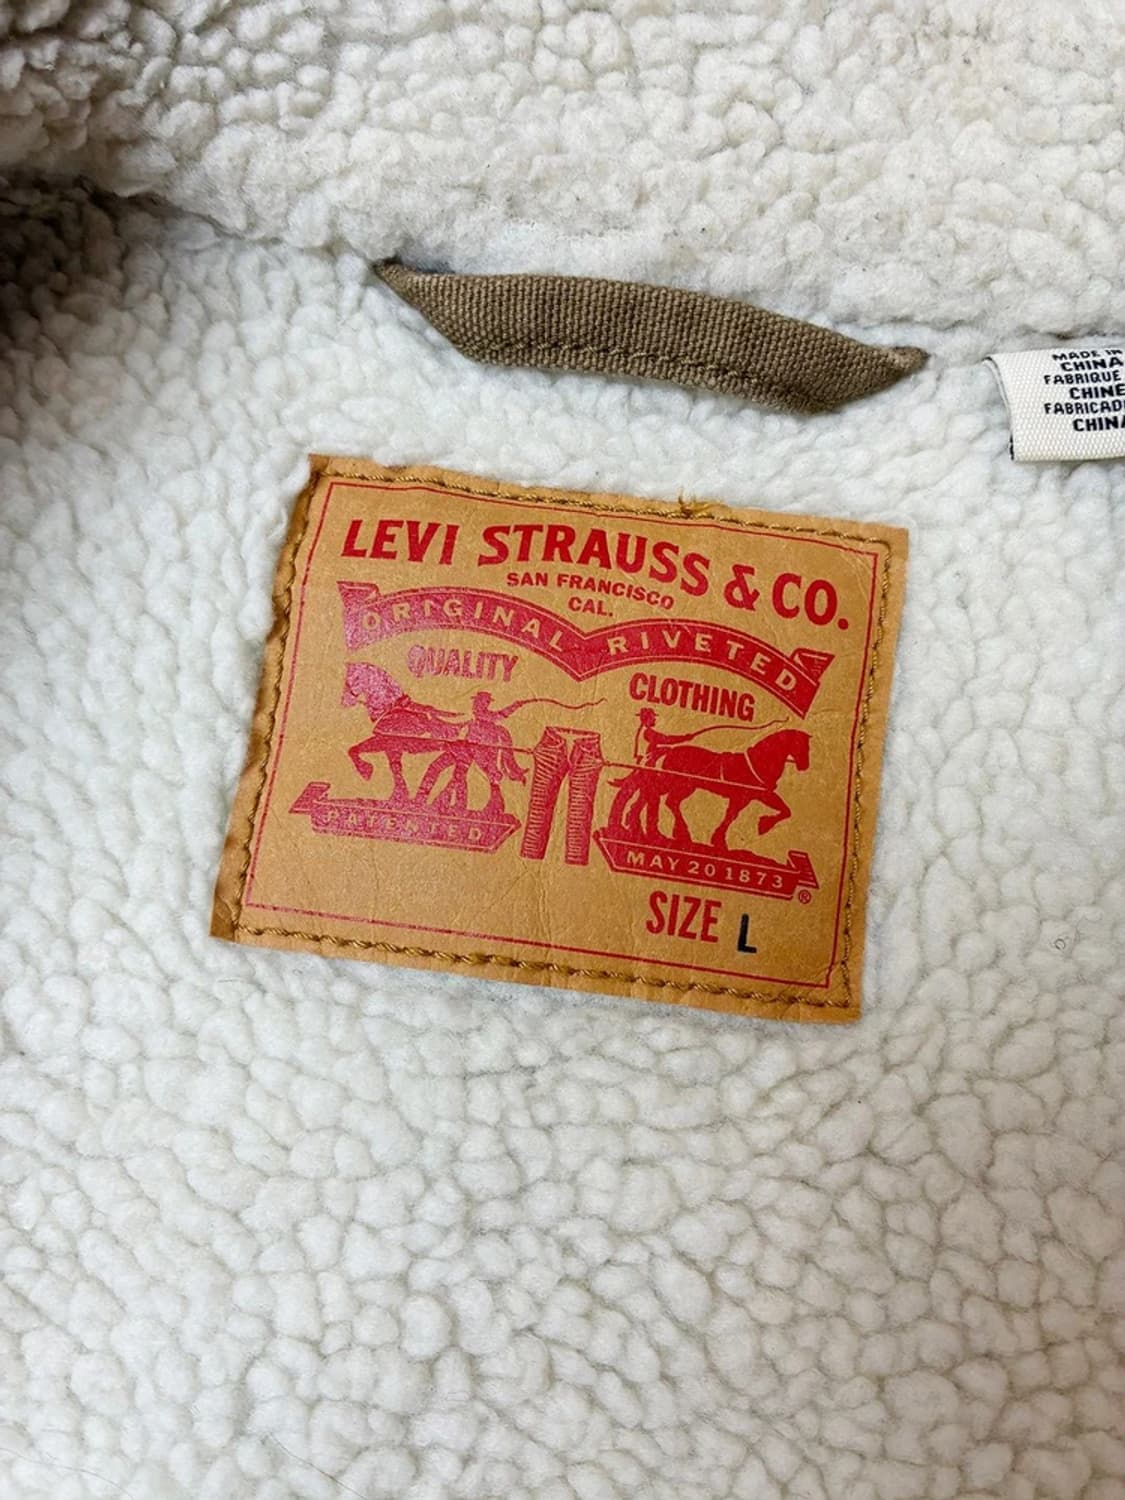 MADE IN
CHINA
FABRIQUE
CHINE
CHINA
LEVI STRAUSS & CO.
SAN FRANCISCO
CAL.
ORIGINAL RIVETED
QUALITY CLOTHING
PATENTED
MAY 20 1873
®
SIZE L